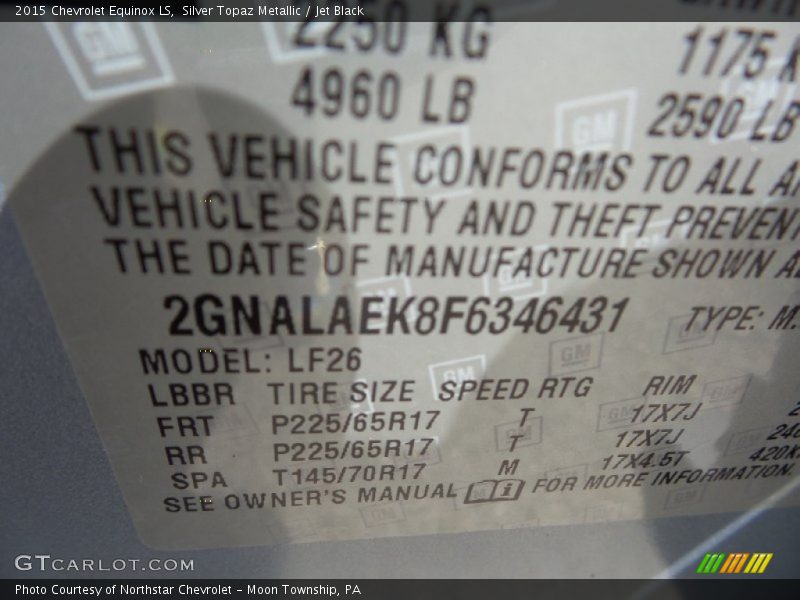 2015 Chevrolet Equinox LS, Silver Topaz Metallic / Jet Black
2250 KG 1175
4960 LB 2590 LB
THIS VEHICLE CONFORMS TO ALL
VEHICLE SAFETY AND THEFT
THE DATE OF MANUFACTURE SHOWN
2GNALAEK8F6346431 TYPE: M.
MODEL: LF26
LBBR TIRE SIZE SPEED RTG RIM
FRT P225/65R17 T 17X7J
RR P225/65R17 T 17X7J
SPA T145/70R17 M 17X4.5T
SEE OWNER'S MANUAL i FOR MORE INFORMATION.
GTCARLOT.COM
Photo Courtesy of Northstar Chevrolet - Moon Township, PA